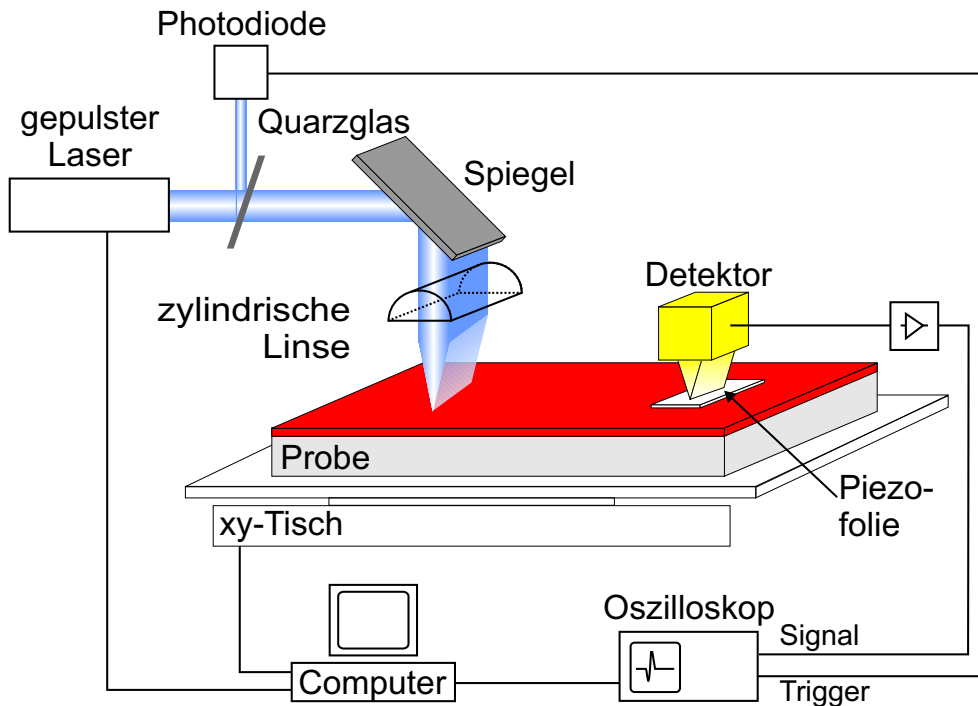 Photodiode
gepulster
Laser
Quarzglas
Spiegel
zylindrische
Linse
Detektor
Probe
Piezo-
folie
xy-Tisch
Oszilloskop
Signal
Computer
Trigger